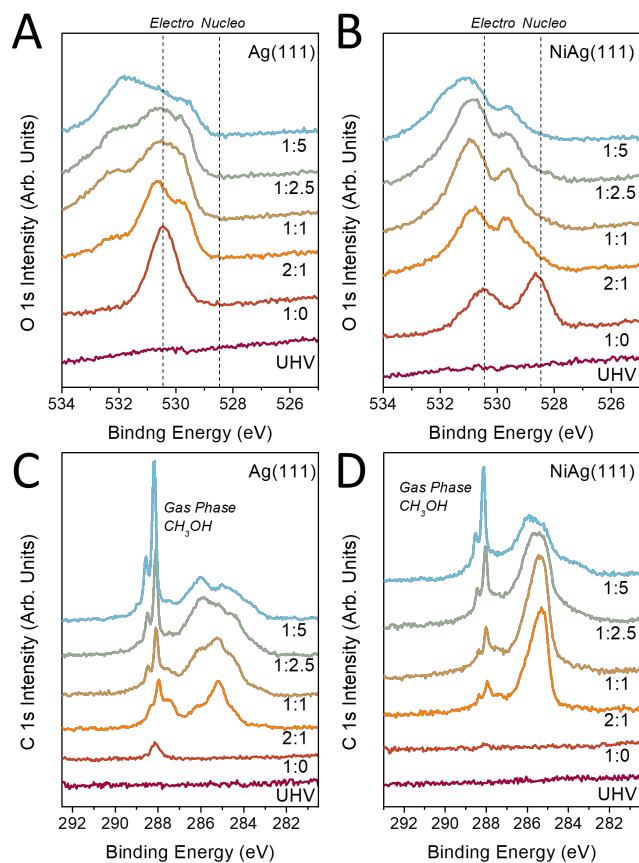 A
Electro Nucleo
Ag(111)
O 1s Intensity (Arb. Units)
1:5
1:2.5
1:1
2:1
1:0
UHV
534 532 530 528 526
Bindng Energy (eV)
B
Electro Nucleo
NiAg(111)
O 1s Intensity (Arb. Units)
1:5
1:2.5
1:1
2:1
1:0
UHV
534 532 530 528 526
Bindng Energy (eV)
C
Ag(111)
Gas Phase
CH3OH
C 1s Intensity (Arb. Units)
1:5
1:2.5
1:1
2:1
1:0
UHV
292 290 288 286 284 282
Binding Energy (eV)
D
NiAg(111)
Gas Phase
CH3OH
C 1s Intensity (Arb. Units)
1:5
1:2.5
1:1
2:1
1:0
UHV
292 290 288 286 284 282
Binding Energy (eV)